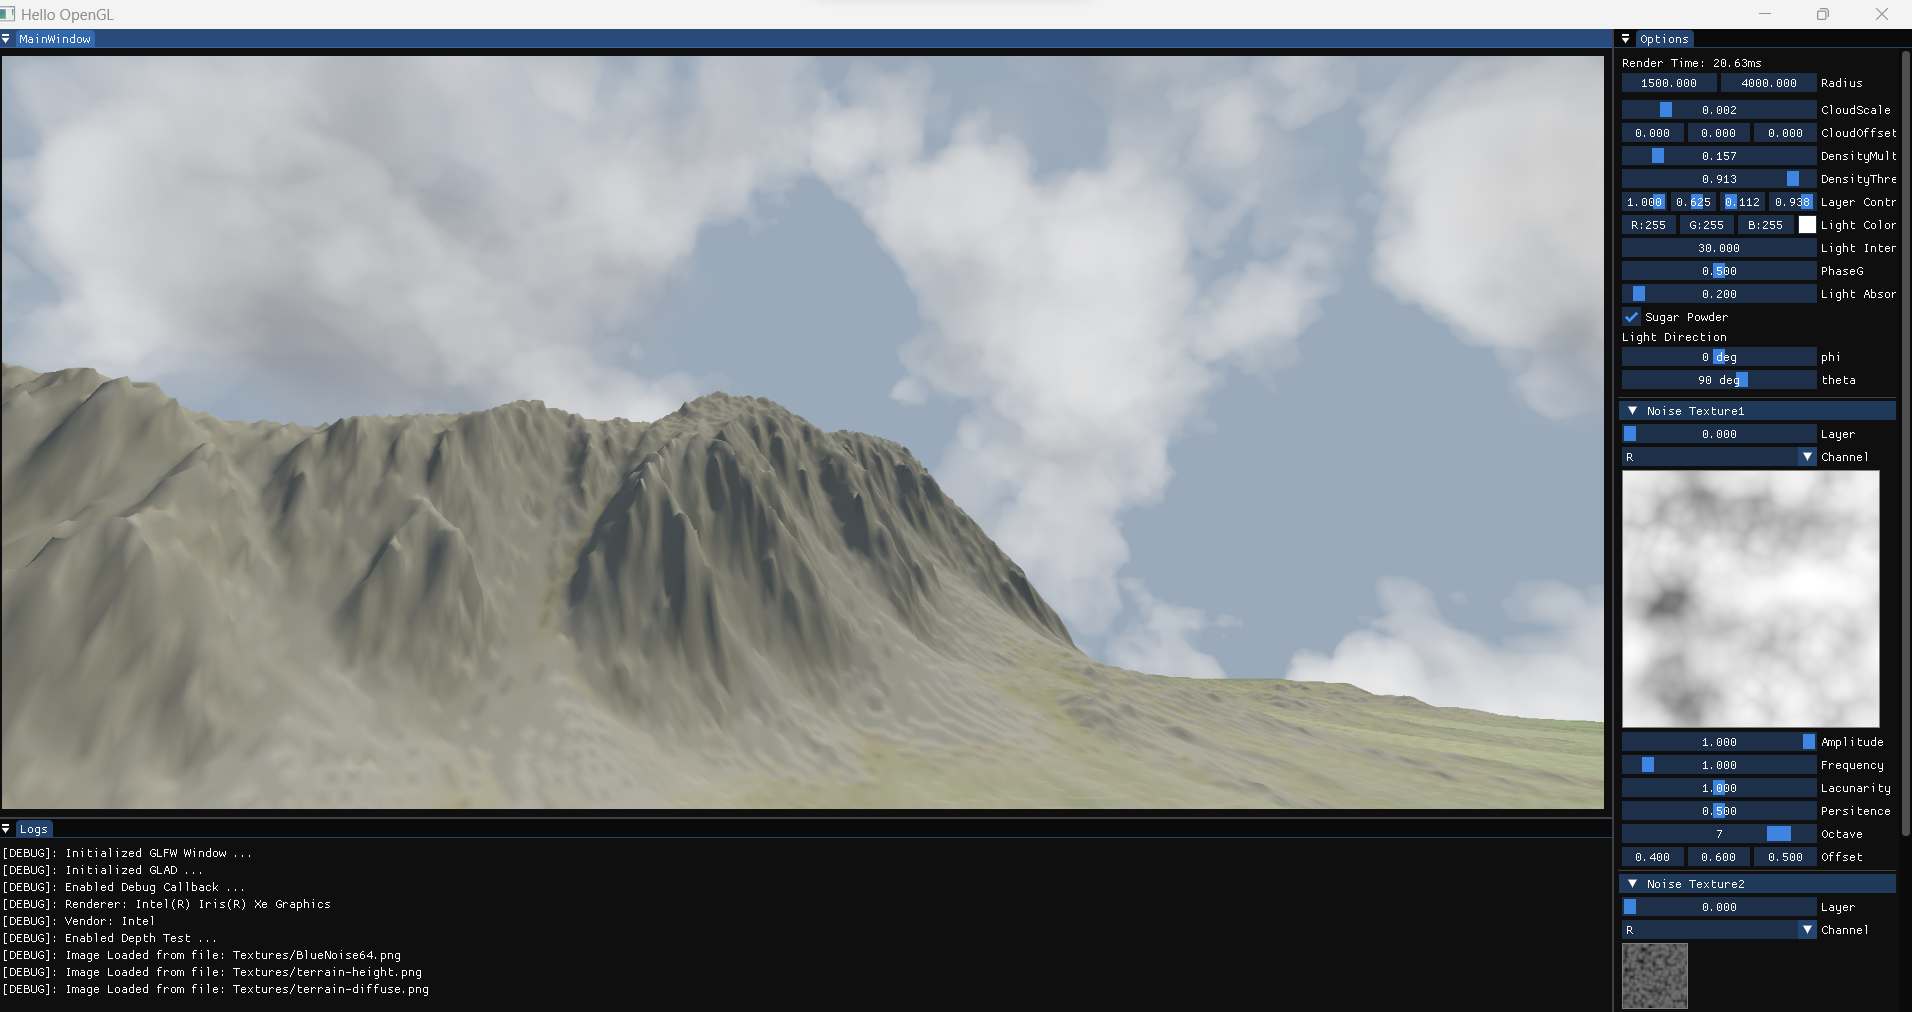 Hello OpenGL
MainWindow
Options
Render Time: 20.63ms
1500.000 4000.000 Radius
0.002 CloudScale
0.000 0.000 0.000 CloudOffset
0.157 DensityMult
0.913 DensityThre
1.000 0.625 0.112 0.938 Layer Contr
R:255 G:255 B:255 Light Color
30.000 Light Inter
0.500 PhaseG
0.200 Light Absor
Sugar Powder
Light Direction
0 deg phi
90 deg theta
Noise Texture1
0.000 Layer
R Channel
1.000 Amplitude
1.000 Frequency
1.000 Lacunarity
0.500 Persitence
7 Octave
0.400 0.600 0.500 Offset
Noise Texture2
0.000 Layer
R Channel
Logs
[DEBUG]: Initialized GLFW Window ...
[DEBUG]: Initialized GLAD ...
[DEBUG]: Enabled Debug Callback ...
[DEBUG]: Renderer: Intel(R) Iris(R) Xe Graphics
[DEBUG]: Vendor: Intel
[DEBUG]: Enabled Depth Test ...
[DEBUG]: Image Loaded from file: Textures/BlueNoise64.png
[DEBUG]: Image Loaded from file: Textures/terrain-height.png
[DEBUG]: Image Loaded from file: Textures/terrain-diffuse.png